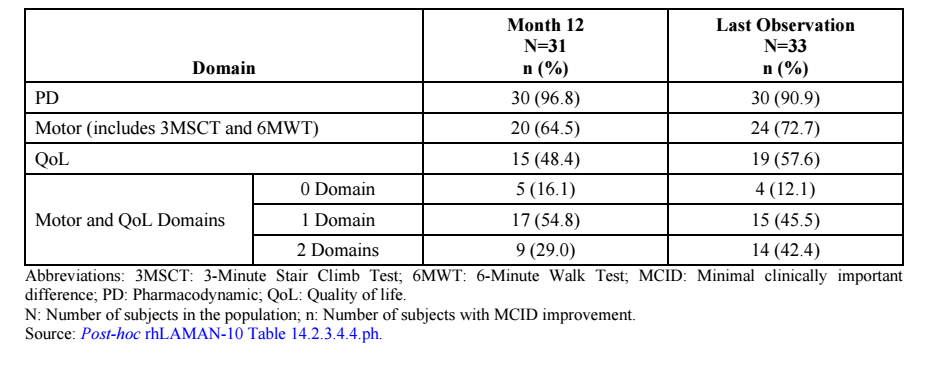 Domain Month 12 N=31 n (%) Last Observation N=33 n (%)
PD 30 (96.8) 30 (90.9)
Motor (includes 3MSCT and 6MWT) 20 (64.5) 24 (72.7)
QoL 15 (48.4) 19 (57.6)
Motor and QoL Domains 0 Domain 5 (16.1) 4 (12.1)
1 Domain 17 (54.8) 15 (45.5)
2 Domains 9 (29.0) 14 (42.4)
Abbreviations: 3MSCT: 3-Minute Stair Climb Test; 6MWT: 6-Minute Walk Test; MCID: Minimal clinically important
difference; PD: Pharmacodynamic; QoL: Quality of life.
N: Number of subjects in the population; n: Number of subjects with MCID improvement.
Source: Post-hoc rhLAMAN-10 Table 14.2.3.4.4.ph.